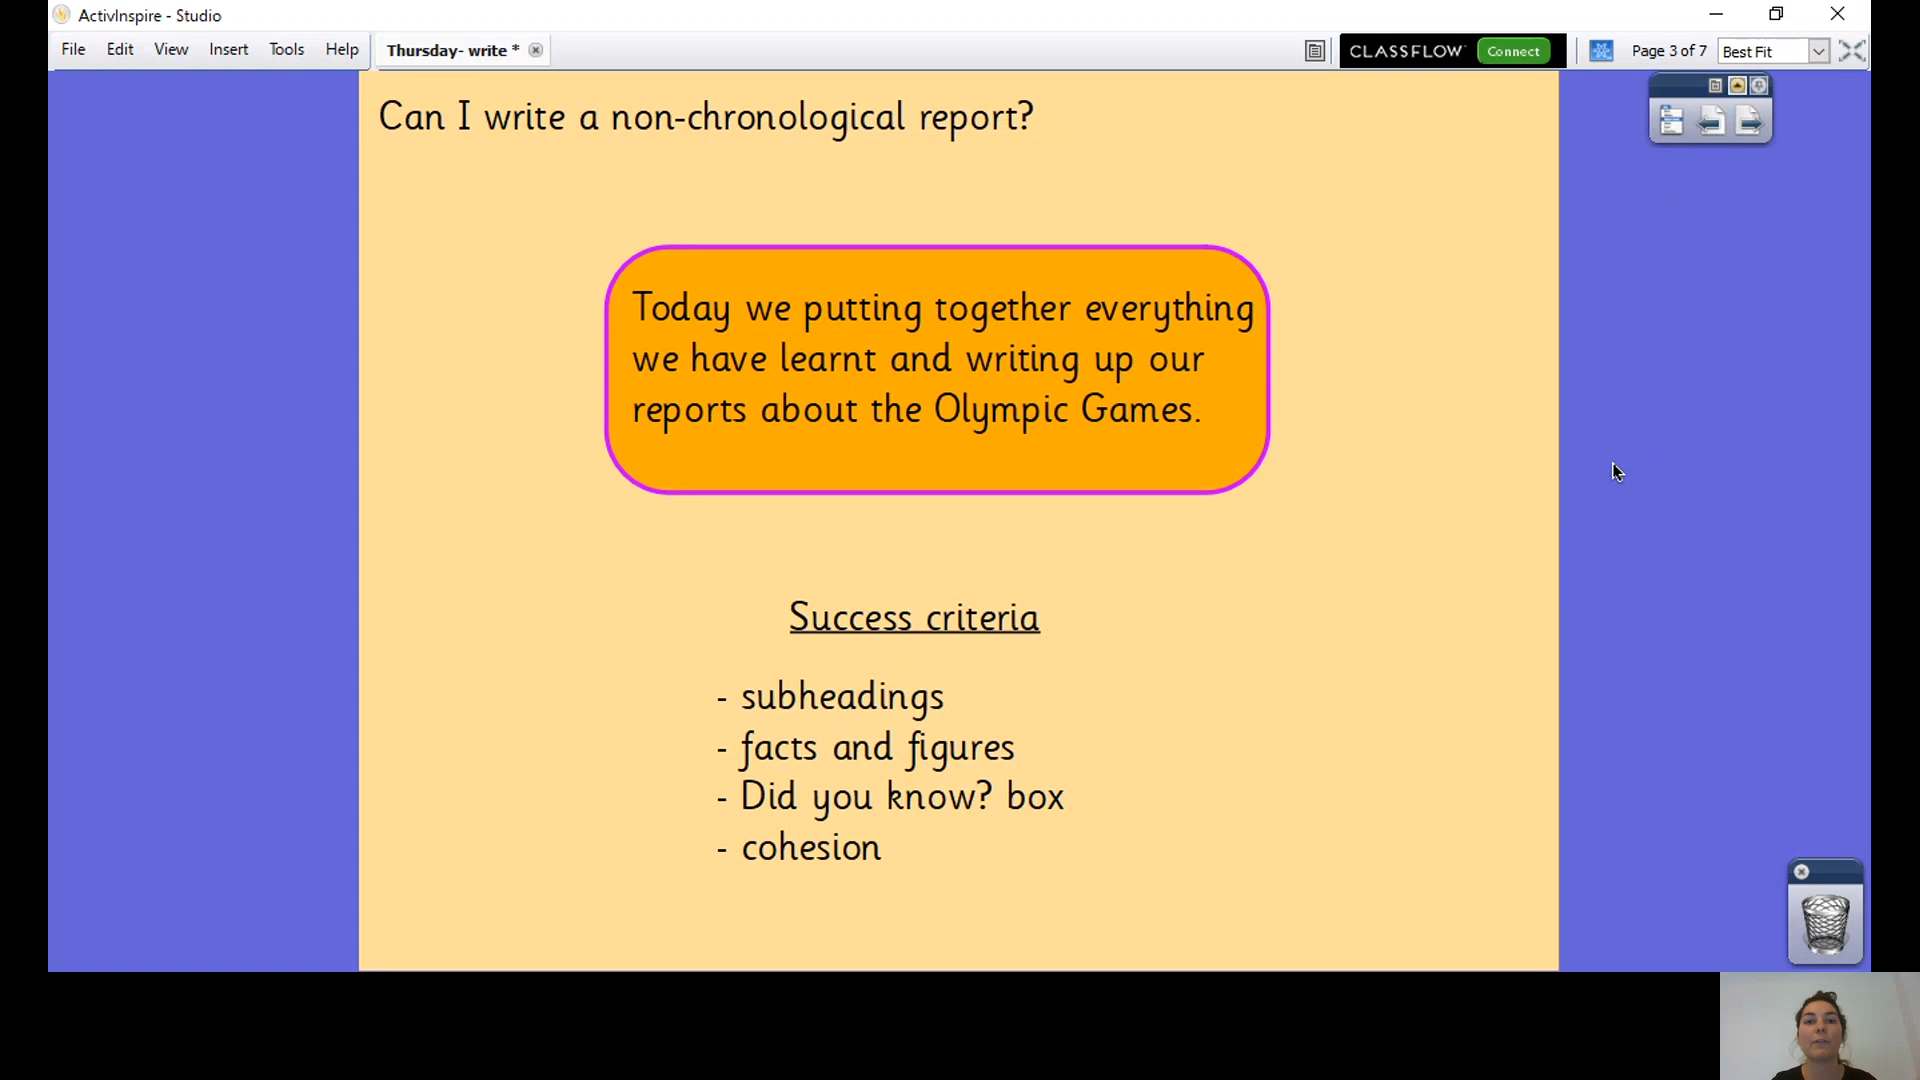 ActivInspire - Studio
File Edit View Insert Tools Help
Thursday- write *
CLASSFLOW Connect
Page 3 of 7
Best Fit
Can I write a non-chronological report?
Today we putting together everything
we have learnt and writing up our
reports about the Olympic Games.
Success criteria
- subheadings
- facts and figures
- Did you know? box
- cohesion